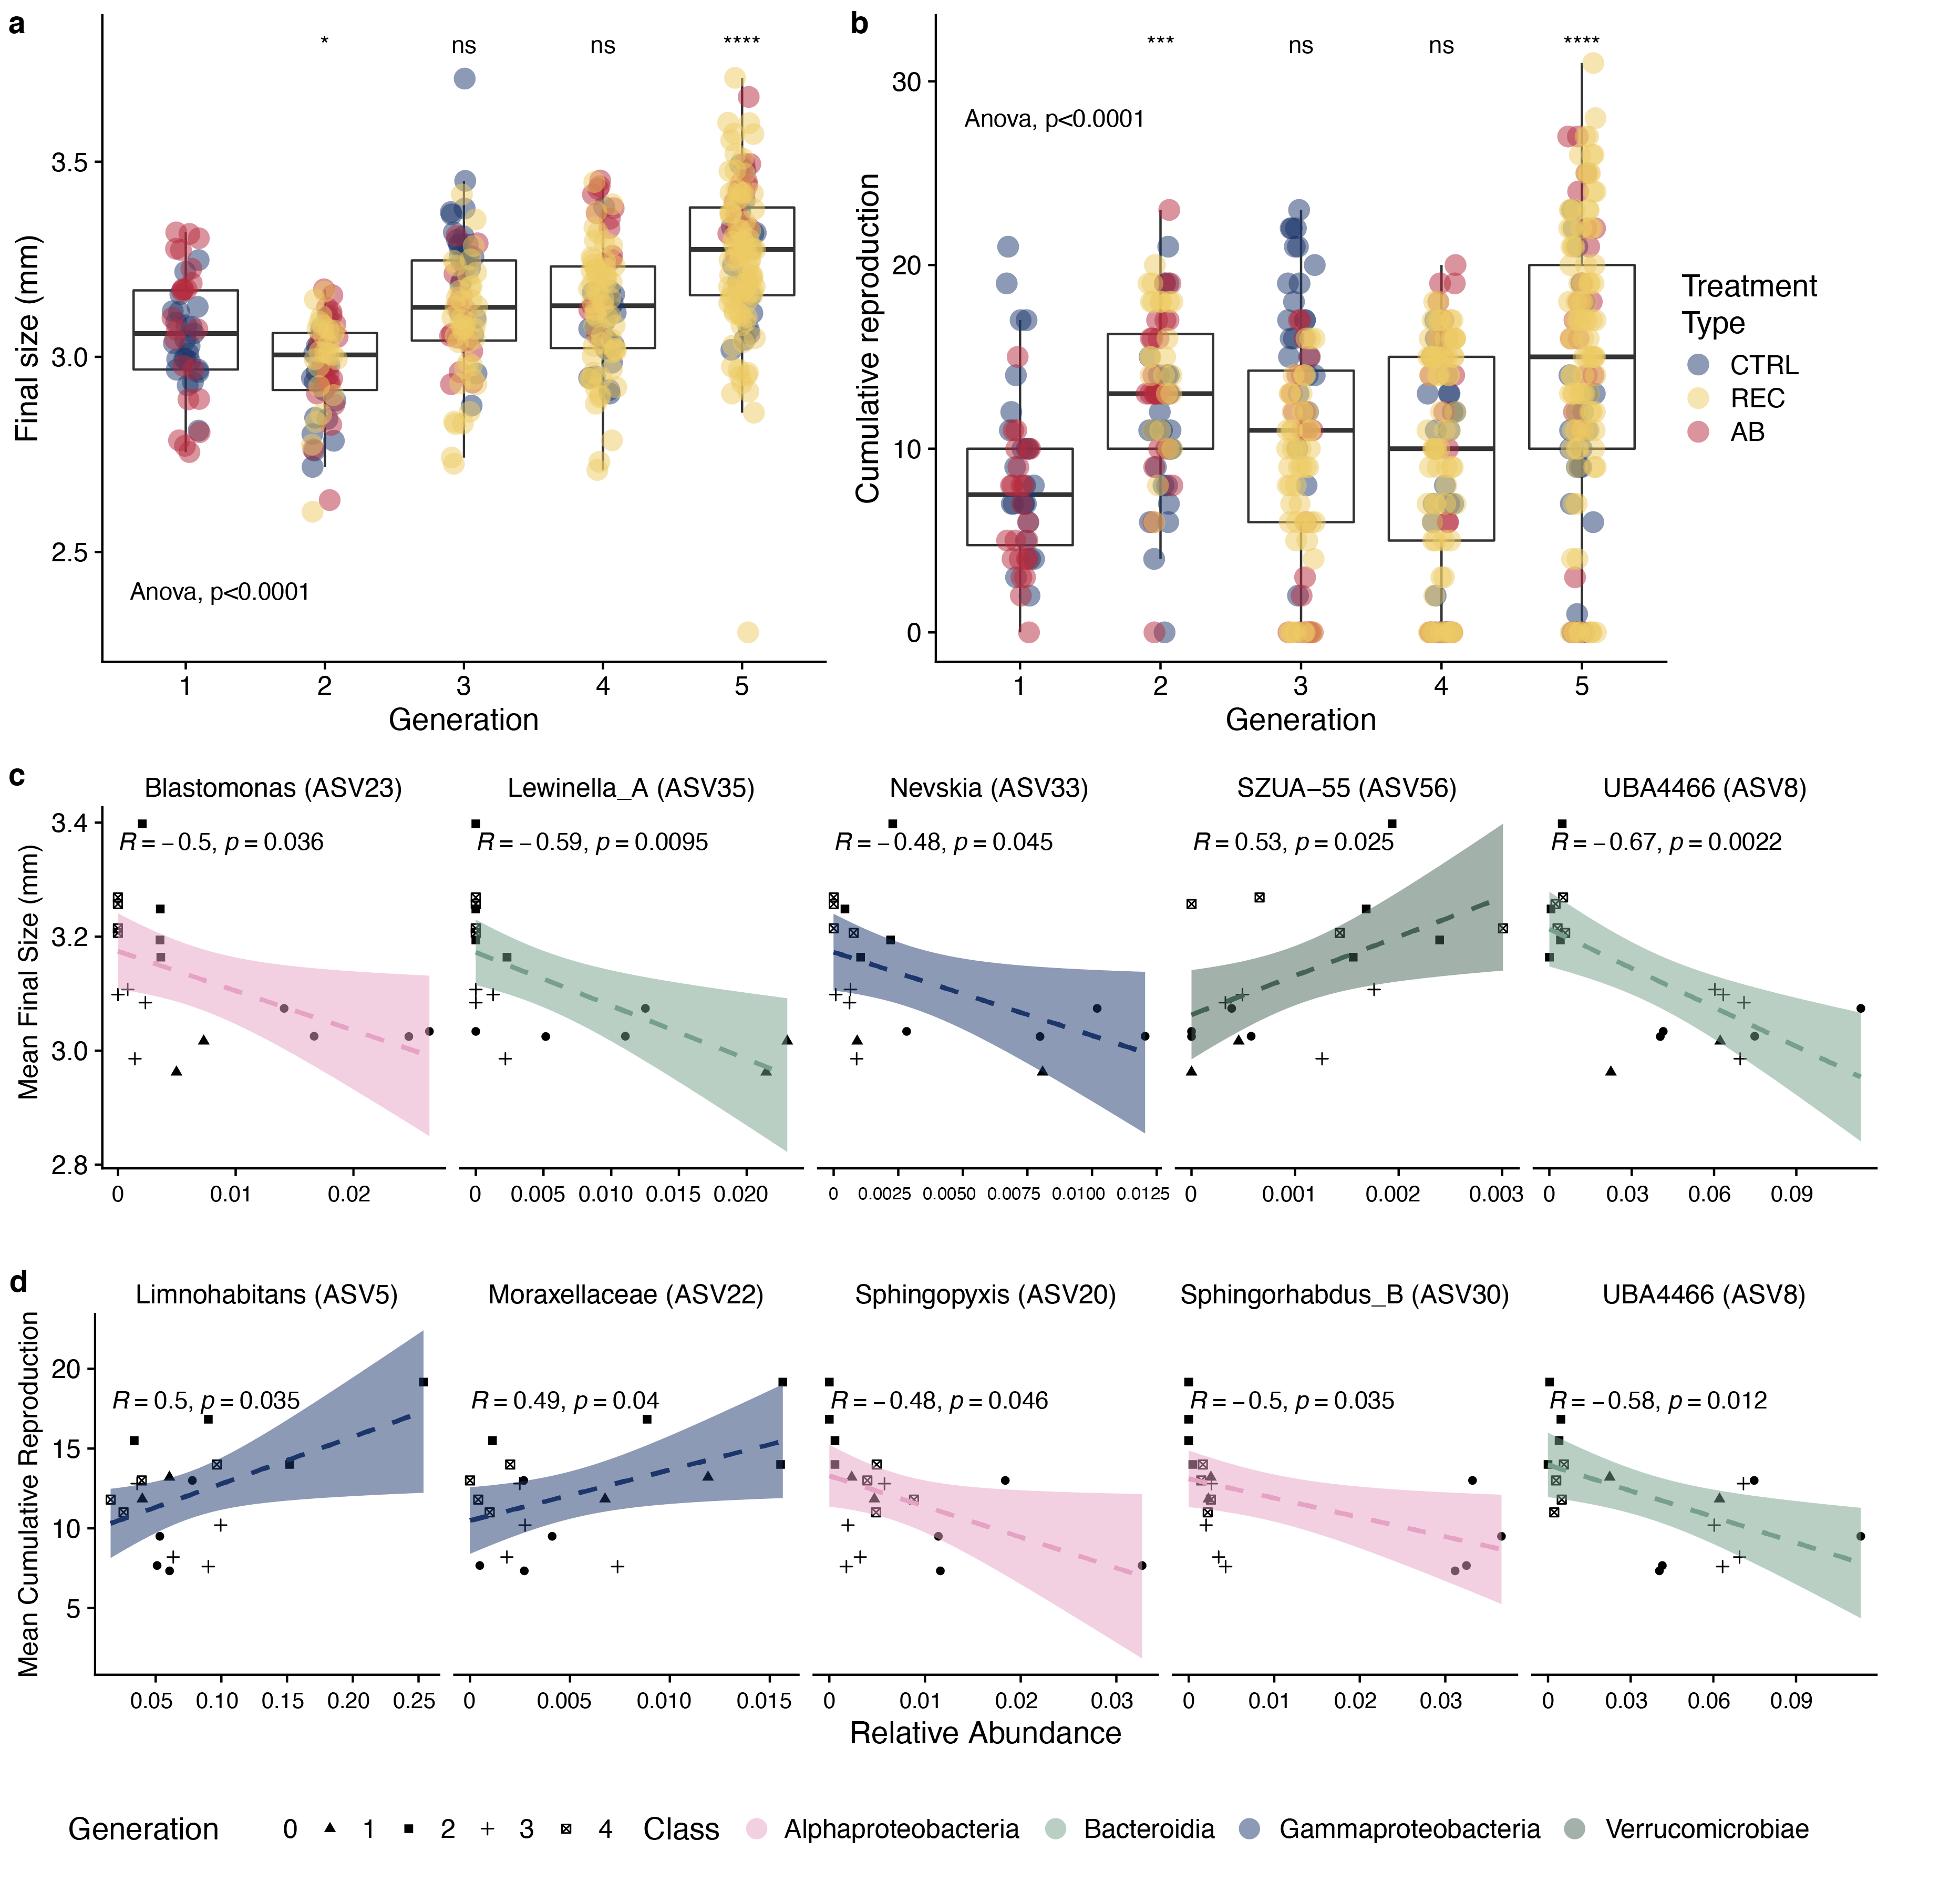 a
b
* ns ns ****
*** ns ns ****
Anova, p<0.0001
Anova, p<0.0001
Final size (mm)
3.5
3.0
2.5
1 2 3 4 5
Generation
Cumulative reproduction
30
20
10
0
1 2 3 4 5
Generation
Treatment
Type
CTRL
REC
AB
c
Blastomonas (ASV23)
Lewinella_A (ASV35)
Nevskia (ASV33)
SZUA−55 (ASV56)
UBA4466 (ASV8)
R = −0.5, p = 0.036
R = −0.59, p = 0.0095
R = −0.48, p = 0.045
R = 0.53, p = 0.025
R = −0.67, p = 0.0022
Mean Final Size (mm)
3.4
3.2
3.0
2.8
0 0.01 0.02
0 0.005 0.010 0.015 0.020
0 0.0025 0.0050 0.0075 0.0100 0.0125
0 0.001 0.002 0.003
0 0.03 0.06 0.09
d
Limnohabitans (ASV5)
Moraxellaceae (ASV22)
Sphingopyxis (ASV20)
Sphingorhabdus_B (ASV30)
UBA4466 (ASV8)
R = 0.5, p = 0.035
R = 0.49, p = 0.04
R = −0.48, p = 0.046
R = −0.5, p = 0.035
R = −0.58, p = 0.012
Mean Cumulative Reproduction
20
15
10
5
0.05 0.10 0.15 0.20 0.25
0 0.005 0.010 0.015
0 0.01 0.02 0.03
0 0.01 0.02 0.03
0 0.03 0.06 0.09
Relative Abundance
Generation 0 1 2 3 4
Class Alphaproteobacteria Bacteroidia Gammaproteobacteria Verrucomicrobiae